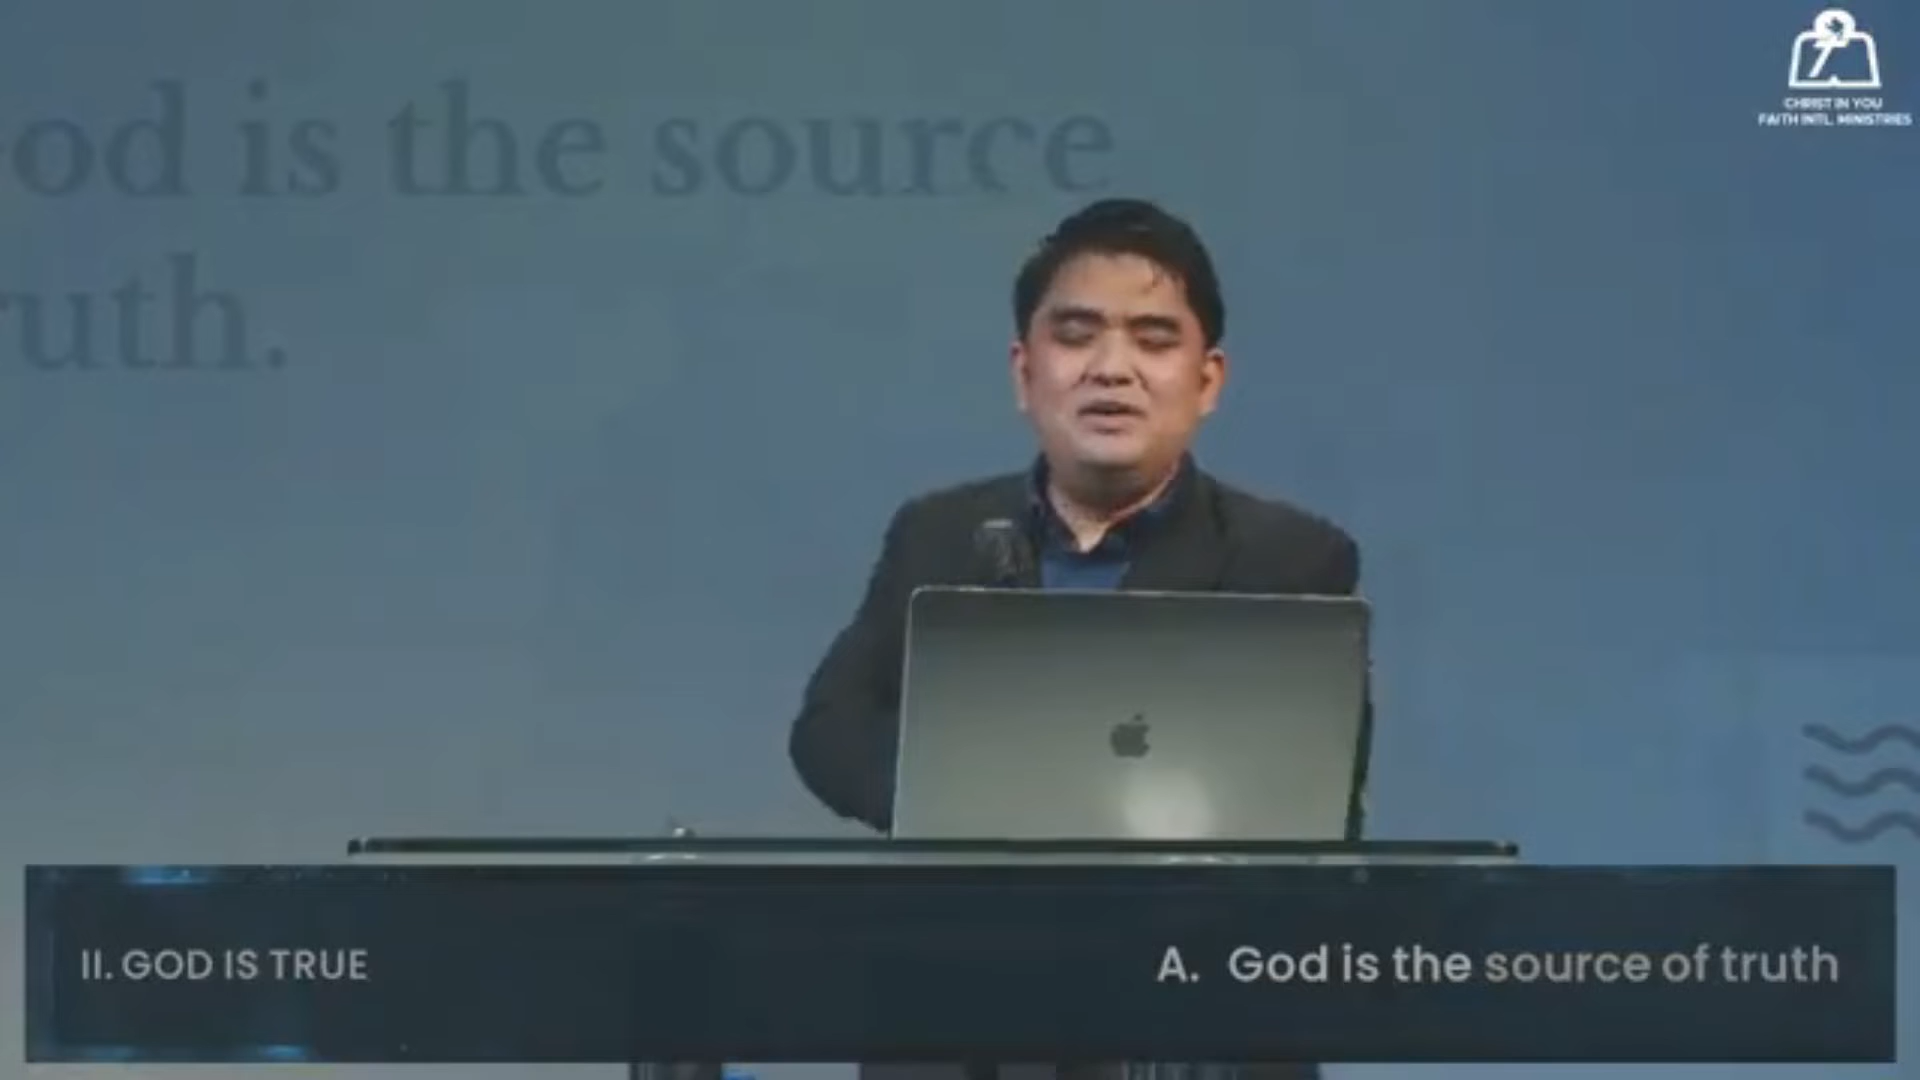 od is the source
ruth.
CHRIST IN YOU
FAITH INTL. MINISTRIES
II. GOD IS TRUE
A. God is the source of truth